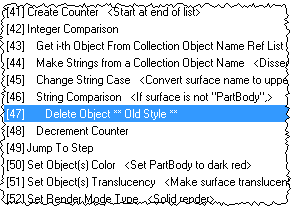 [41] Create Counter <Start at end of list>
[42] Integer Comparison
[43] Get i-th Object From Collection Object Name Ref List
[44] Make Strings from a Collection Object Name <Disse
[45] Change String Case <Convert surface name to uppe
[46] String Comparison <If surface is not "PartBody",>
[47] Delete Object ** Old Style **
[48] Decrement Counter
[49] Jump To Step
[50] Set Object(s) Color <Set PartBody to dark red>
[51] Set Object(s) Translucency <Make surface translucen
[52] Set Render Mode Type <Solid render>